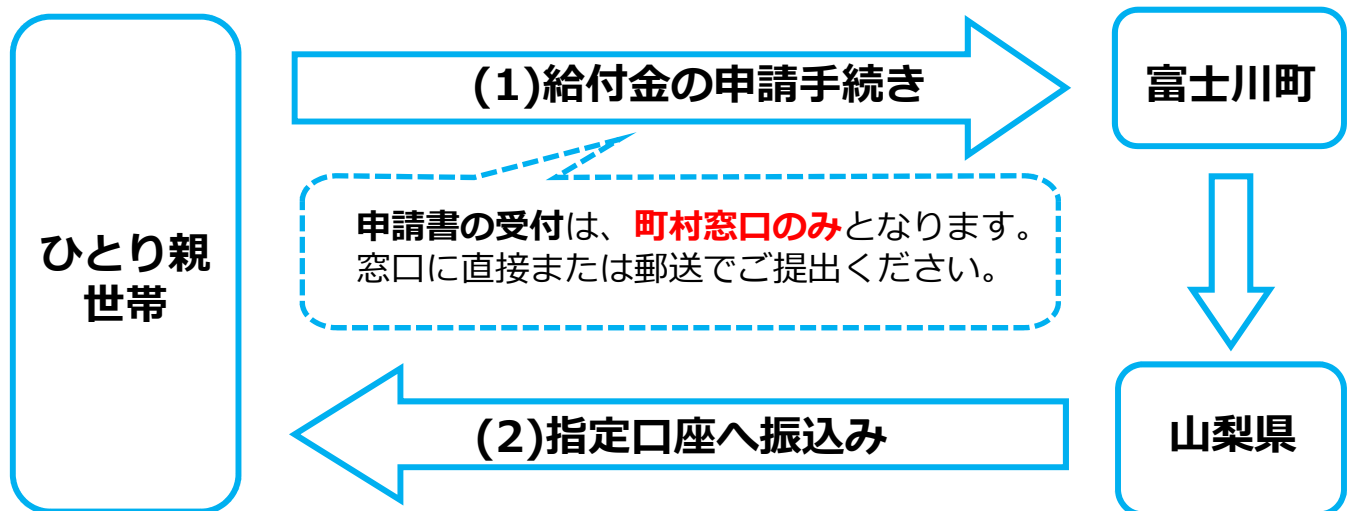 (1)給付金の申請手続き
富士川町
申請書の受付は、町村窓口のみとなります。
窓口に直接または郵送でご提出ください。
ひとり親
世帯
(2)指定口座へ振込み
山梨県